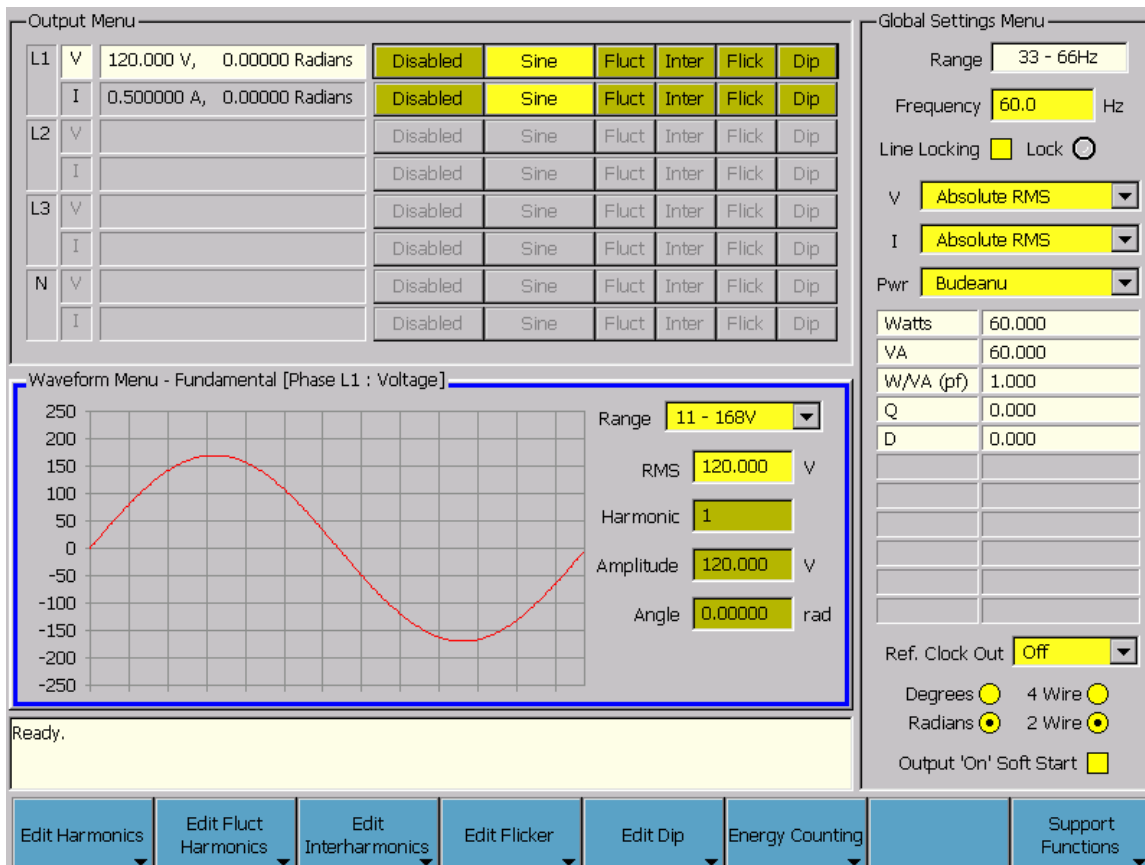 Output Menu
L1 V 120.000 V, 0.00000 Radians Disabled Sine Fluct Inter Flick Dip
I 0.500000 A, 0.00000 Radians Disabled Sine Fluct Inter Flick Dip
L2 V Disabled Sine Fluct Inter Flick Dip
I Disabled Sine Fluct Inter Flick Dip
L3 V Disabled Sine Fluct Inter Flick Dip
I Disabled Sine Fluct Inter Flick Dip
N V Disabled Sine Fluct Inter Flick Dip
I Disabled Sine Fluct Inter Flick Dip
Global Settings Menu
Range 33 - 66Hz
Frequency 60.0 Hz
Line Locking Lock
V Absolute RMS
I Absolute RMS
Pwr Budeanu
Watts 60.000
VA 60.000
W/VA (pf) 1.000
Q 0.000
D 0.000
Ref. Clock Out Off
Degrees 4 Wire
Radians 2 Wire
Output 'On' Soft Start
Waveform Menu - Fundamental [Phase L1 : Voltage]
250
200
150
100
50
0
-50
-100
-150
-200
-250
Range 11 - 168V
RMS 120.000 V
Harmonic 1
Amplitude 120.000 V
Angle 0.00000 rad
Ready.
Edit Harmonics
Edit Fluct
Harmonics
Edit
Interharmonics
Edit Flicker
Edit Dip
Energy Counting
Support
Functions